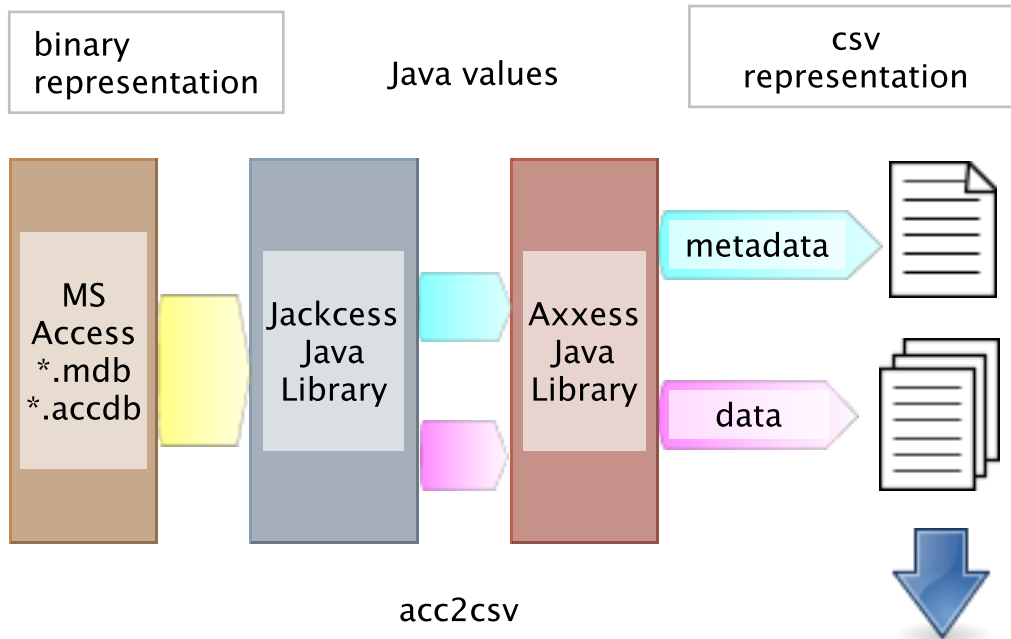 binary
representation
Java values
csv
representation
MS
Access
*.mdb
*.accdb
Jackcess
Java
Library
Axxess
Java
Library
metadata
data
acc2csv